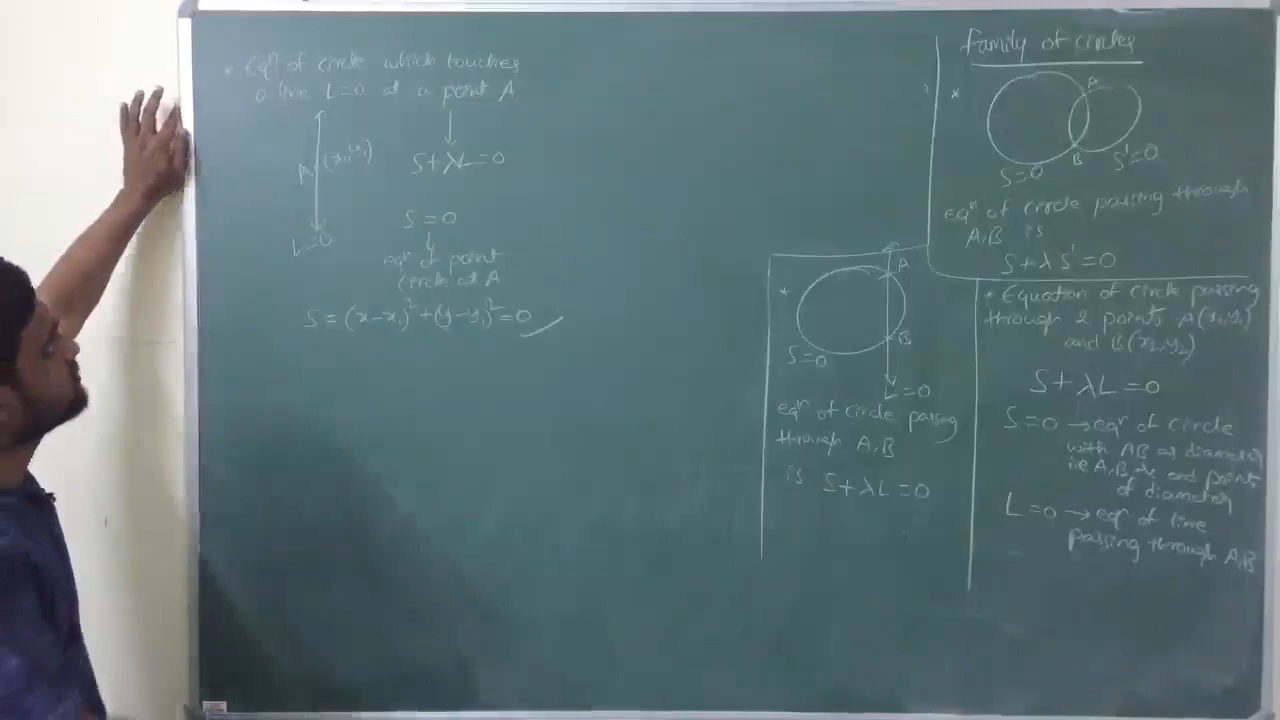 * Eqⁿ of circle which touches
a line L=0 at a point A
A (x₁,y₁)
L=0
S+λL=0
S=0
eqⁿ of point
circle at A
S=(x-x₁)²+(y-y₁)²=0
Family of circles
*
A
B
S=0
S'=0
eqⁿ of circle passing through
A,B is
S+λS'=0
*
A
B
S=0
L=0
eqⁿ of circle passing
through A,B
is S+λL=0
* Equation of circle passing
through 2 points A(x₁,y₁)
and B(x₂,y₂)
S+λL=0
S=0 →eqⁿ of circle
with AB as diameter
ie A,B are end points
of diameter
L=0 →eqⁿ of line
passing through A,B